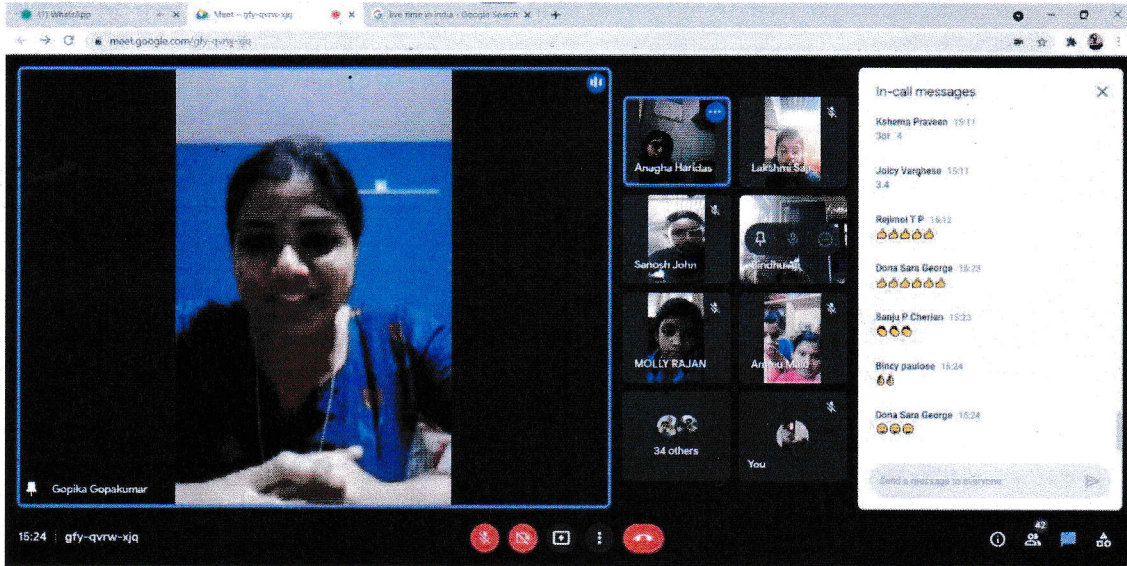 (1) WhatsApp
Meet – gfy-qvrw-xjq
live time in india - Google Search
meet.google.com/gfy-qvrw-xjq
In-call messages
Kshema Praveen 15:11
Joicy Varghese 15:11
3.4
Rejimol T P 15:12
Dona Sara George 15:23
Sanju P Cherian 15:23
Bincy paulose 15:24
Dona Sara George 15:24
Send a message to everyone
Anagha Haridas
Lakshmi
Sanosh John
MOLLY RAJAN
34 others
You
Gopika Gopakumar
15:24 | gfy-qvrw-xjq
42